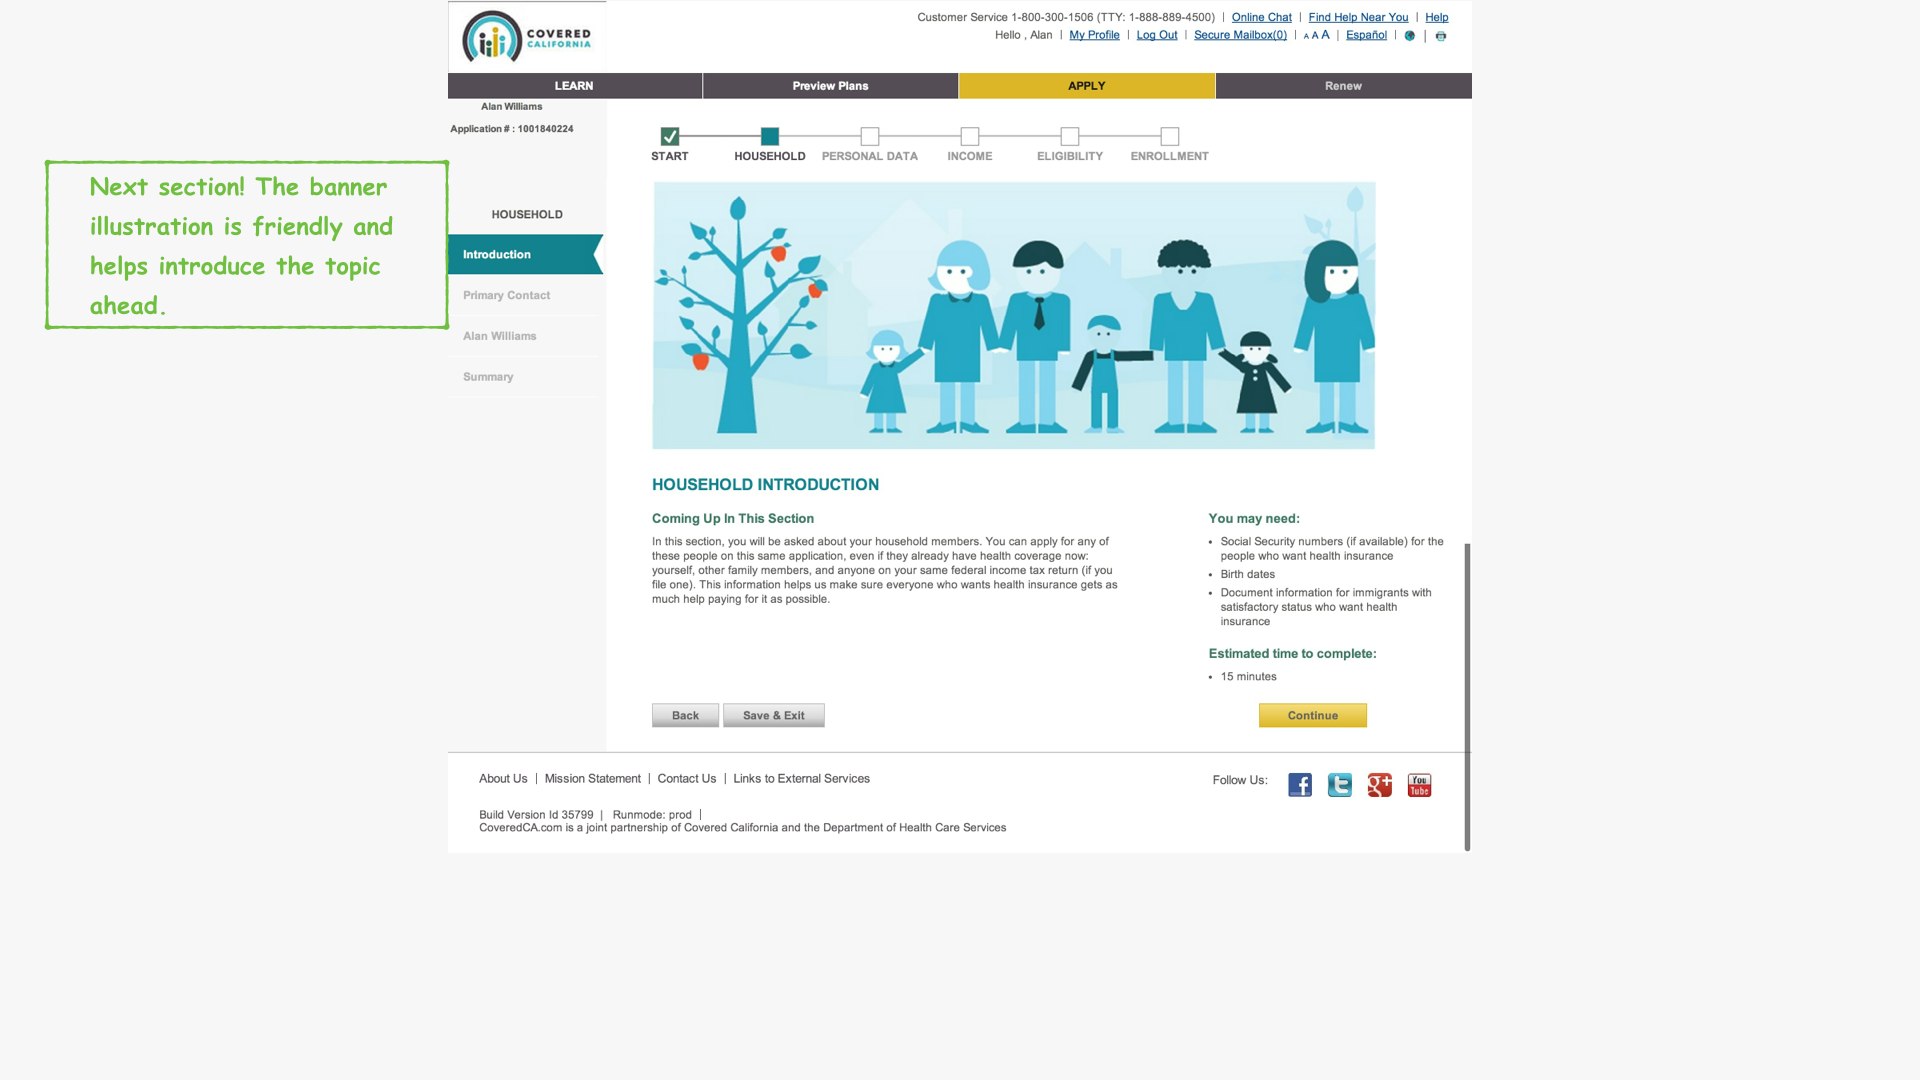 COVERED
CALIFORNIA
Customer Service 1-800-300-1506 (TTY: 1-888-889-4500) | Online Chat | Find Help Near You | Help
Hello , Alan | My Profile | Log Out | Secure Mailbox(0) | A A A | Español | |
LEARN
Preview Plans
APPLY
Renew
Alan Williams
Application # : 1001840224
START
HOUSEHOLD
PERSONAL DATA
INCOME
ELIGIBILITY
ENROLLMENT
Next section! The banner
illustration is friendly and
helps introduce the topic
ahead.
HOUSEHOLD
Introduction
Primary Contact
Alan Williams
Summary
HOUSEHOLD INTRODUCTION
Coming Up In This Section
In this section, you will be asked about your household members. You can apply for any of
these people on this same application, even if they already have health coverage now:
yourself, other family members, and anyone on your same federal income tax return (if you
file one). This information helps us make sure everyone who wants health insurance gets as
much help paying for it as possible.
You may need:
• Social Security numbers (if available) for the
people who want health insurance
• Birth dates
• Document information for immigrants with
satisfactory status who want health
insurance
Estimated time to complete:
• 15 minutes
Back
Save & Exit
Continue
About Us | Mission Statement | Contact Us | Links to External Services
Follow Us:
f
t
g+
You
Tube
Build Version Id 35799 | Runmode: prod |
CoveredCA.com is a joint partnership of Covered California and the Department of Health Care Services